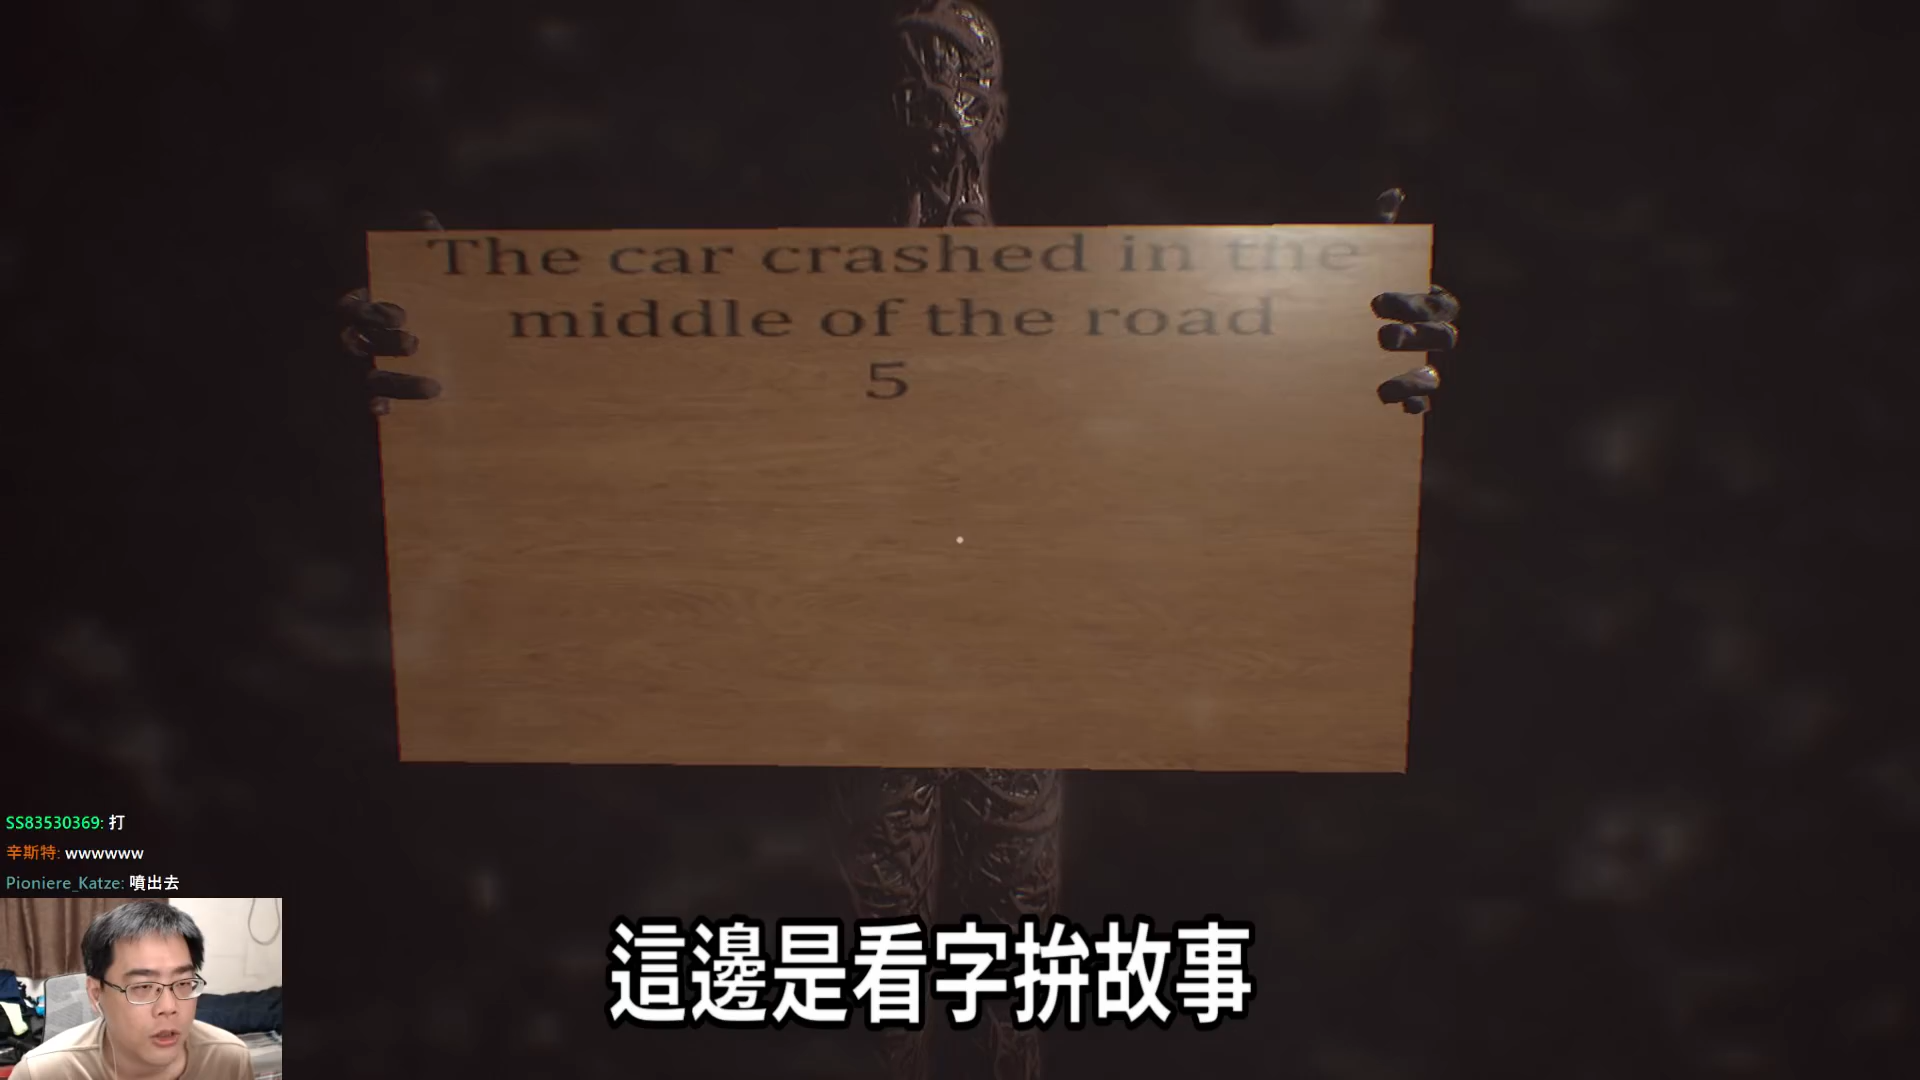 The car crashed in the
middle of the road
5
SS83530369: 打
辛斯特: wwwwww
Pioniere_Katze: 噴出去
這邊是看字拚故事